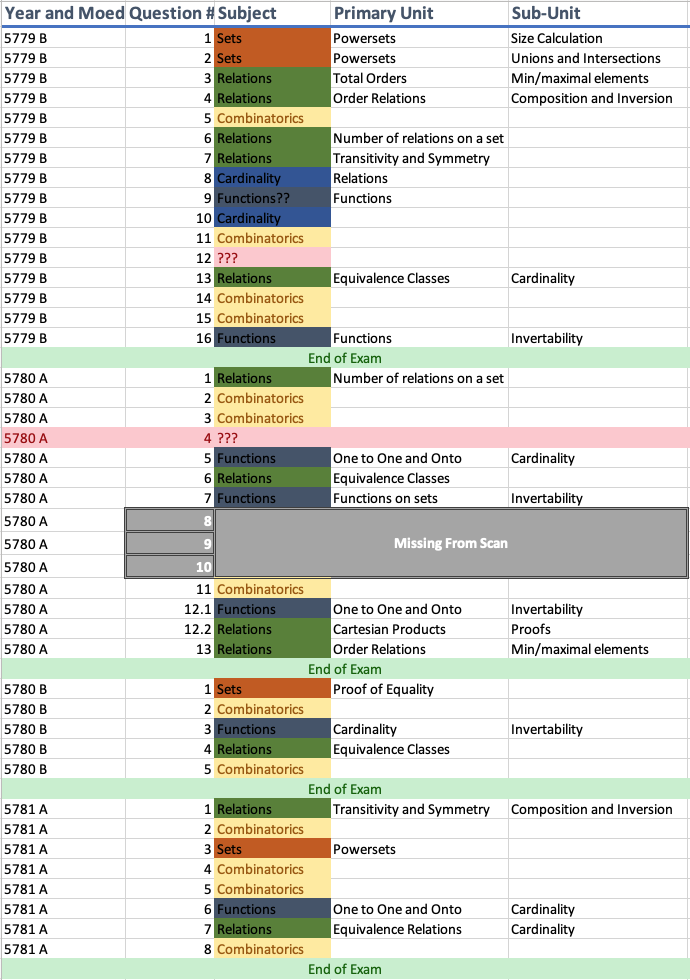 Year and Moed Question # Subject Primary Unit Sub-Unit
5779 B 1 Sets Powersets Size Calculation
5779 B 2 Sets Powersets Unions and Intersections
5779 B 3 Relations Total Orders Min/maximal elements
5779 B 4 Relations Order Relations Composition and Inversion
5779 B 5 Combinatorics
5779 B 6 Relations Number of relations on a set
5779 B 7 Relations Transitivity and Symmetry
5779 B 8 Cardinality Relations
5779 B 9 Functions?? Functions
5779 B 10 Cardinality
5779 B 11 Combinatorics
5779 B 12 ???
5779 B 13 Relations Equivalence Classes Cardinality
5779 B 14 Combinatorics
5779 B 15 Combinatorics
5779 B 16 Functions Functions Invertability
End of Exam
5780 A 1 Relations Number of relations on a set
5780 A 2 Combinatorics
5780 A 3 Combinatorics
5780 A 4 ???
5780 A 5 Functions One to One and Onto Cardinality
5780 A 6 Relations Equivalence Classes
5780 A 7 Functions Functions on sets Invertability
5780 A 8
5780 A 9 Missing From Scan
5780 A 10
5780 A 11 Combinatorics
5780 A 12.1 Functions One to One and Onto Invertability
5780 A 12.2 Relations Cartesian Products Proofs
5780 A 13 Relations Order Relations Min/maximal elements
End of Exam
5780 B 1 Sets Proof of Equality
5780 B 2 Combinatorics
5780 B 3 Functions Cardinality Invertability
5780 B 4 Relations Equivalence Classes
5780 B 5 Combinatorics
End of Exam
5781 A 1 Relations Transitivity and Symmetry Composition and Inversion
5781 A 2 Combinatorics
5781 A 3 Sets Powersets
5781 A 4 Combinatorics
5781 A 5 Combinatorics
5781 A 6 Functions One to One and Onto Cardinality
5781 A 7 Relations Equivalence Relations Cardinality
5781 A 8 Combinatorics
End of Exam